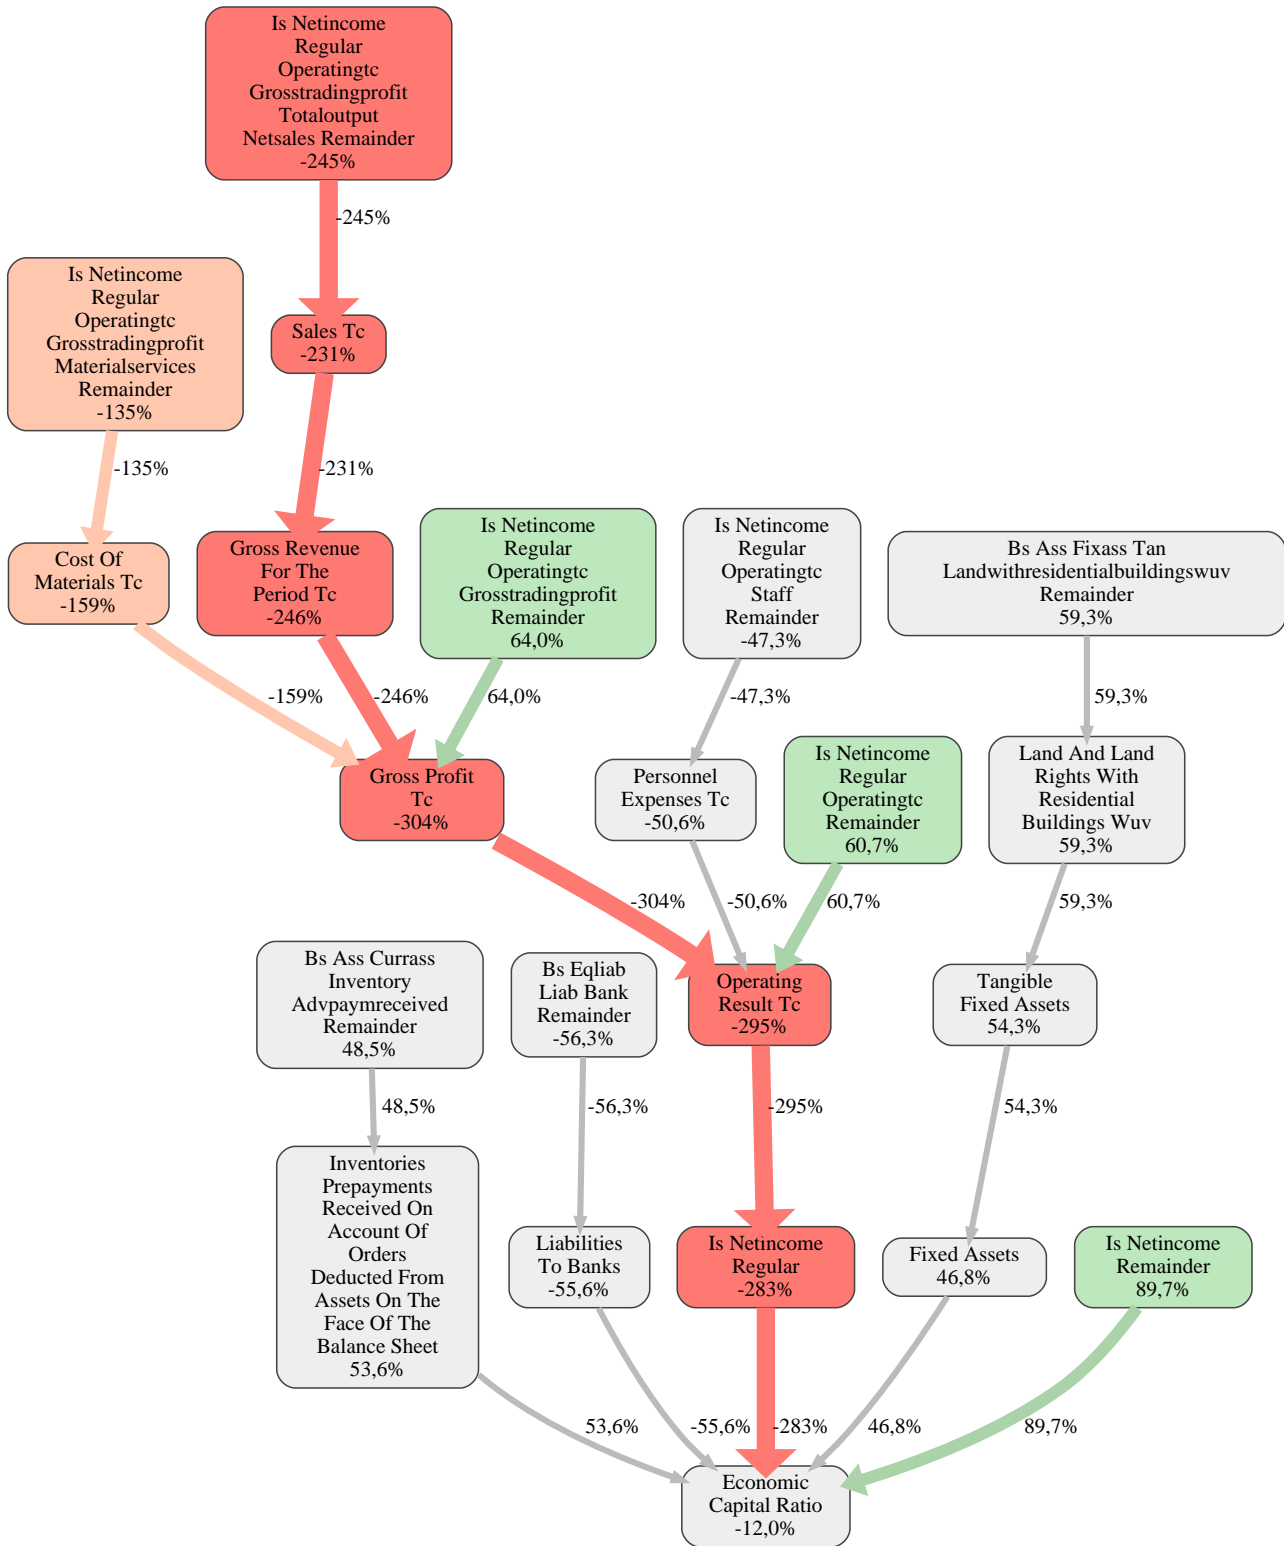 Is Netincome
Regular
Operatingtc
Grosstradingprofit
Totaloutput
Netsales Remainder
-245%
-245%
Is Netincome
Regular
Operatingtc
Grosstradingprofit
Materialservices
Remainder
-135%
Sales Tc
-231%
-135%
-231%
Cost Of
Materials Tc
-159%
Gross Revenue
For The
Period Tc
-246%
Is Netincome
Regular
Operatingtc
Grosstradingprofit
Remainder
64,0%
Is Netincome
Regular
Operatingtc
Staff
Remainder
-47,3%
Bs Ass Fixass Tan
Landwithresidentialbuildingswuv
Remainder
59,3%
-159%
-246%
64,0%
-47,3%
59,3%
Gross Profit
Tc
-304%
Personnel
Expenses Tc
-50,6%
Is Netincome
Regular
Operatingtc
Remainder
60,7%
Land And Land
Rights With
Residential
Buildings Wuv
59,3%
-304%
-50,6%
60,7%
59,3%
Bs Ass Currass
Inventory
Advpaymreceived
Remainder
48,5%
Bs Eqliab
Liab Bank
Remainder
-56,3%
Operating
Result Tc
-295%
Tangible
Fixed Assets
54,3%
48,5%
-56,3%
-295%
54,3%
Inventories
Prepayments
Received On
Account Of
Orders
Deducted From
Assets On The
Face Of The
Balance Sheet
53,6%
Liabilities
To Banks
-55,6%
Is Netincome
Regular
-283%
Fixed Assets
46,8%
Is Netincome
Remainder
89,7%
53,6%
-55,6%
-283%
46,8%
89,7%
Economic
Capital Ratio
-12,0%